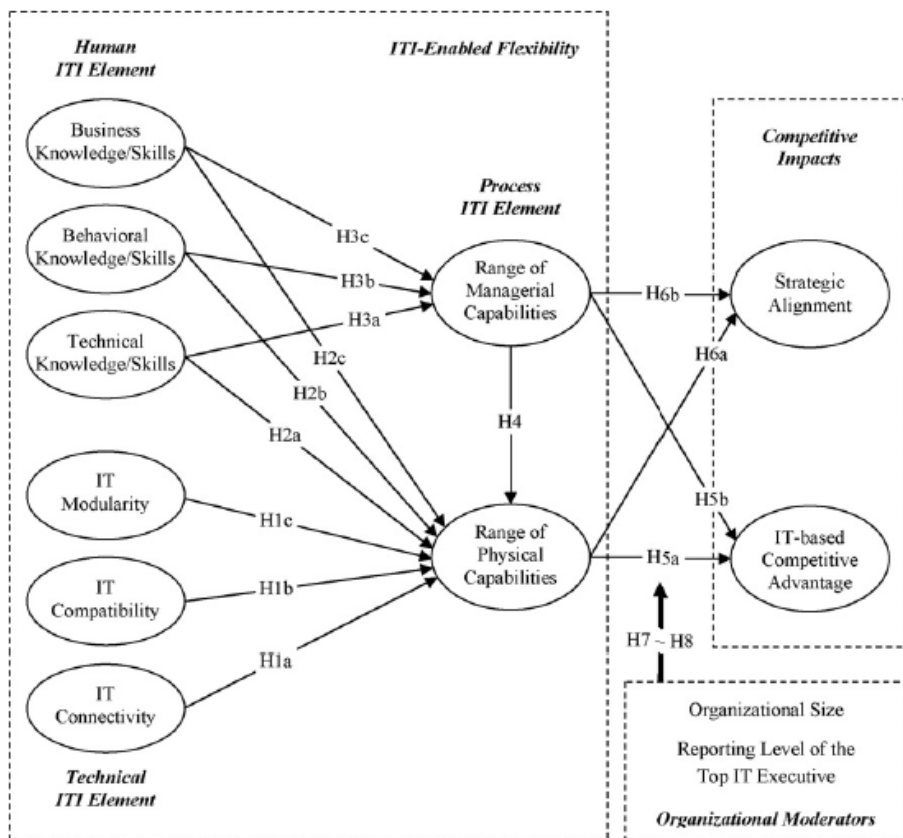 Human
ITI Element
ITI-Enabled Flexibility
Business
Knowledge/Skills
Behavioral
Knowledge/Skills
Technical
Knowledge/Skills
IT
Modularity
IT
Compatibility
IT
Connectivity
Technical
ITI Element
H3c
H3b
H3a
H2c
H2b
H2a
H1c
H1b
H1a
Process
ITI Element
Range of
Managerial
Capabilities
H4
Range of
Physical
Capabilities
H6b
H6a
H5b
H5a
H7 ~ H8
Competitive
Impacts
Strategic
Alignment
IT-based
Competitive
Advantage
Organizational Size
Reporting Level of the
Top IT Executive
Organizational Moderators